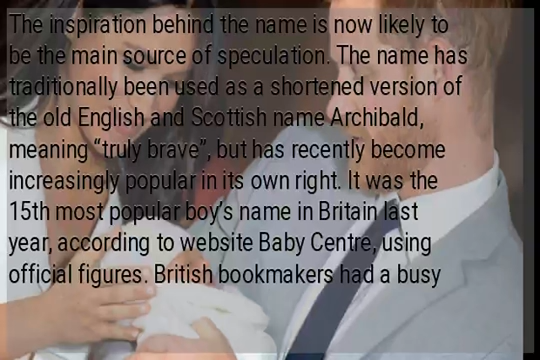 The inspiration behind the name is now likely to
be the main source of speculation. The name has
traditionally been used as a shortened version of
the old English and Scottish name Archibald,
meaning “truly brave”, but has recently become
increasingly popular in its own right. It was the
15th most popular boy's name in Britain last
year, according to website Baby Centre, using
official figures. British bookmakers had a busy